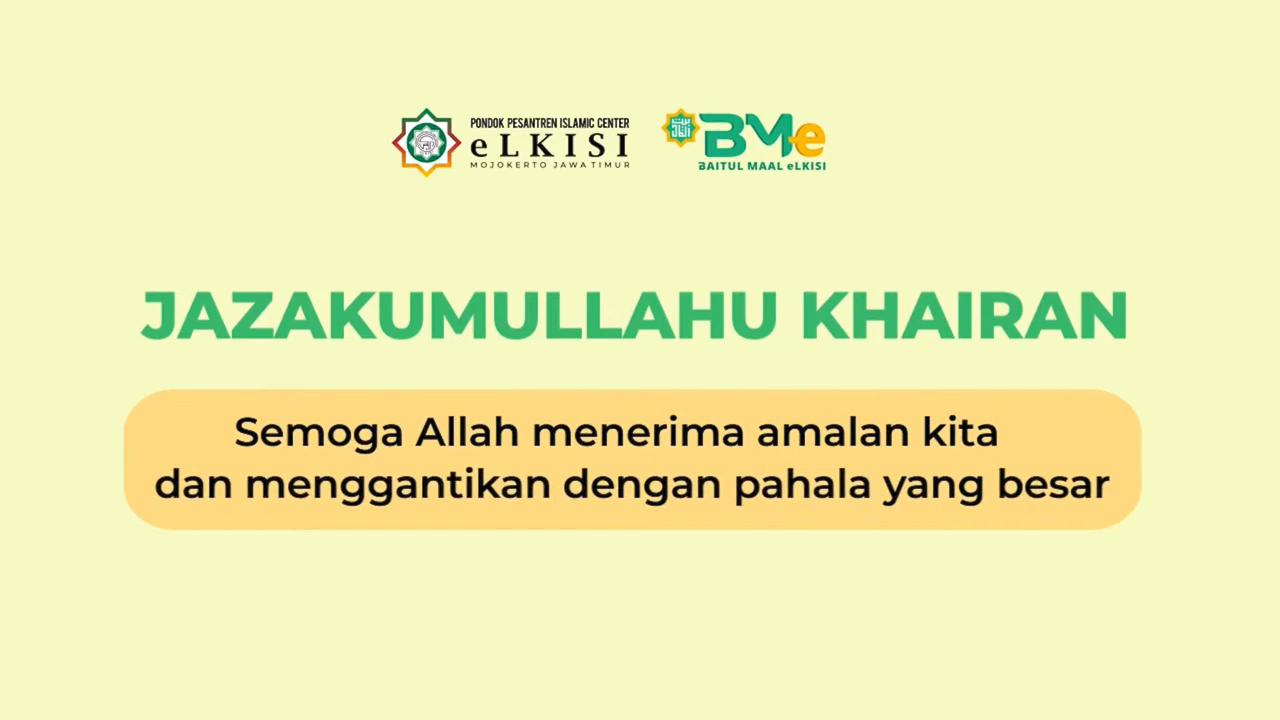 PONDOK PESANTREN ISLAMIC CENTER
eLKISI
MOJOKERTO JAWA TIMUR
BMe
BAITUL MAAL eLKISI
JAZAKUMULLAHU KHAIRAN
Semoga Allah menerima amalan kita
dan menggantikan dengan pahala yang besar